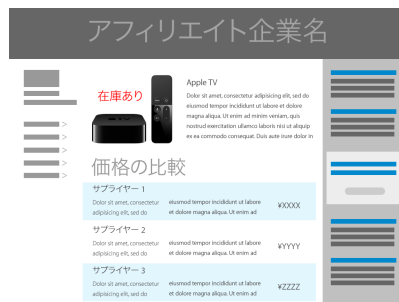 アフィリエイト企業名
在庫あり
Apple TV
Dolor sit amet, consectetur adipisicing elit, sed do
eiusmod tempor incididunt ut labore et dolore
magna aliqua. Ut enim ad minim veniam, quis
nostrud exercitation ullamco laboris nisi ut aliquip
ex ea commodo consequat. Duis aute irure dolor in
価格の比較
サプライヤー 1
Dolor sit amet, consectetur
adipisicing elit, sed do
eiusmod tempor incididunt ut labore
et dolore magna aliqua. Ut enim ad
¥XXXX
サプライヤー 2
Dolor sit amet, consectetur
adipisicing elit, sed do
eiusmod tempor incididunt ut labore
et dolore magna aliqua. Ut enim ad
¥YYYY
サプライヤー 3
Dolor sit amet, consectetur
adipisicing elit, sed do
eiusmod tempor incididunt ut labore
et dolore magna aliqua. Ut enim ad
¥ZZZZ